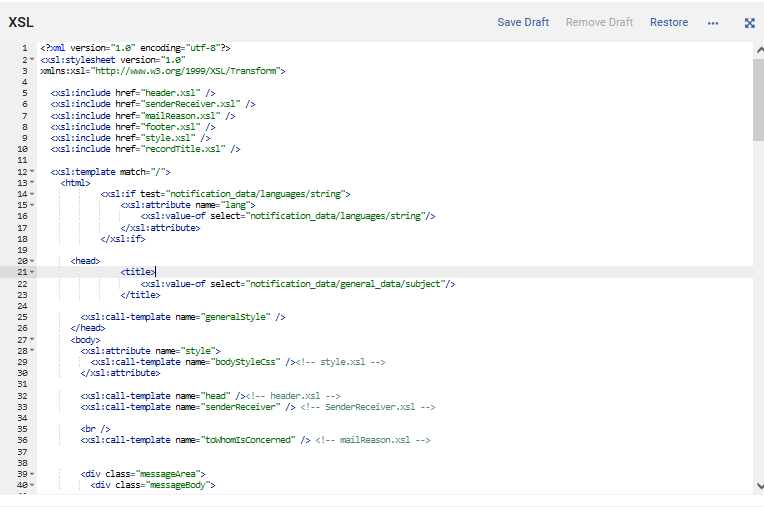 XSL
Save Draft Remove Draft Restore ...
1 <?xml version="1.0" encoding="utf-8"?>
2 <xsl:stylesheet version="1.0"
3 xmlns:xsl="http://www.w3.org/1999/XSL/Transform">
4
5 <xsl:include href="header.xsl" />
6 <xsl:include href="senderReceiver.xsl" />
7 <xsl:include href="mailReason.xsl" />
8 <xsl:include href="footer.xsl" />
9 <xsl:include href="style.xsl" />
10 <xsl:include href="recordTitle.xsl" />
11
12 <xsl:template match="/">
13 <html>
14 <xsl:if test="notification_data/languages/string">
15 <xsl:attribute name="lang">
16 <xsl:value-of select="notification_data/languages/string"/>
17 </xsl:attribute>
18 </xsl:if>
19
20 <head>
21 <title>
22 <xsl:value-of select="notification_data/general_data/subject"/>
23 </title>
24
25 <xsl:call-template name="generalStyle" />
26 </head>
27 <body>
28 <xsl:attribute name="style">
29 <xsl:call-template name="bodyStyleCss" /><!-- style.xsl -->
30 </xsl:attribute>
31
32 <xsl:call-template name="head" /><!-- header.xsl -->
33 <xsl:call-template name="senderReceiver" /> <!-- SenderReceiver.xsl -->
34
35 <br />
36 <xsl:call-template name="toWhomIsConcerned" /> <!-- mailReason.xsl -->
37
38
39 <div class="messageArea">
40 <div class="messageBody">